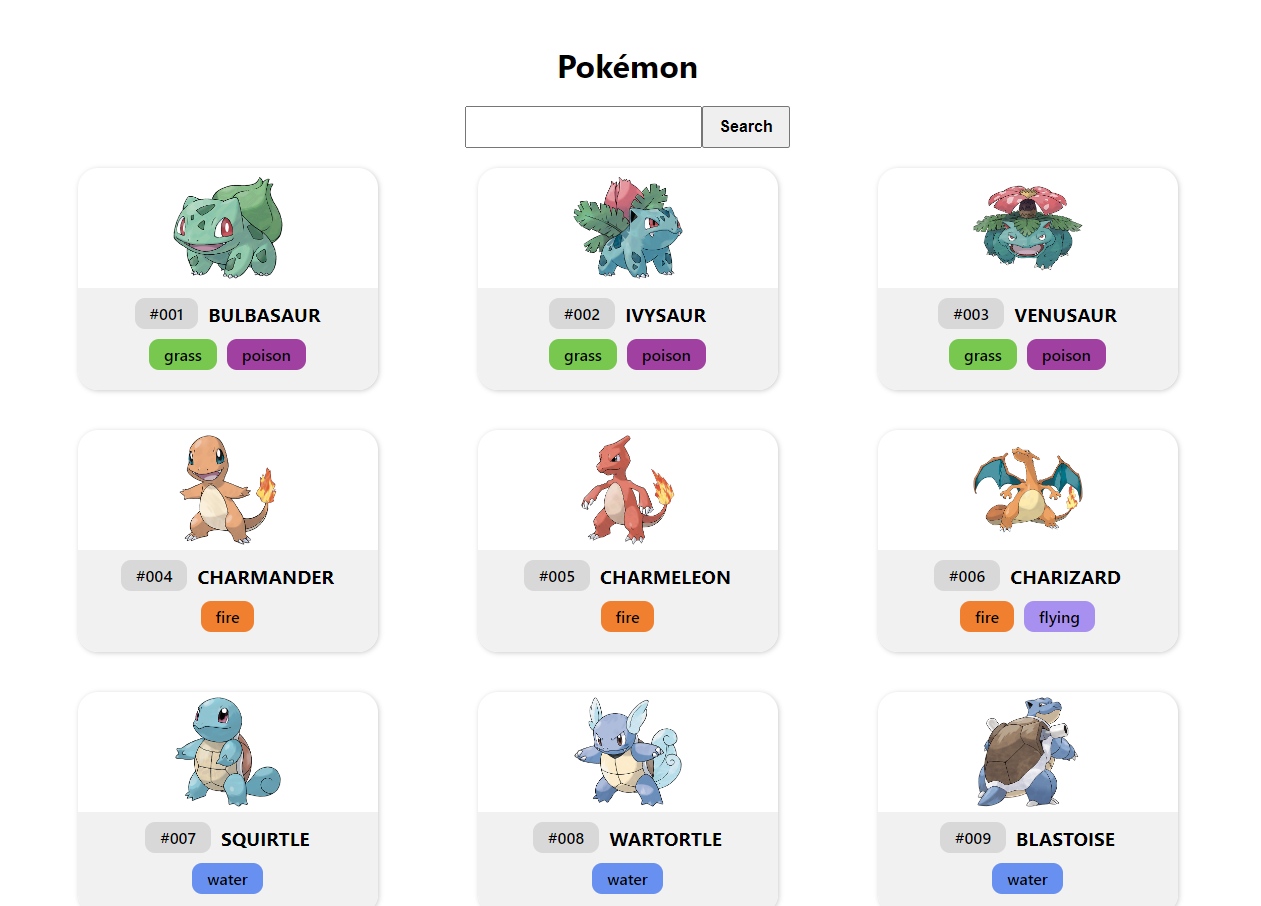 Pokémon
Search
#001 BULBASAUR
grass poison
#002 IVYSAUR
grass poison
#003 VENUSAUR
grass poison
#004 CHARMANDER
fire
#005 CHARMELEON
fire
#006 CHARIZARD
fire flying
#007 SQUIRTLE
water
#008 WARTORTLE
water
#009 BLASTOISE
water